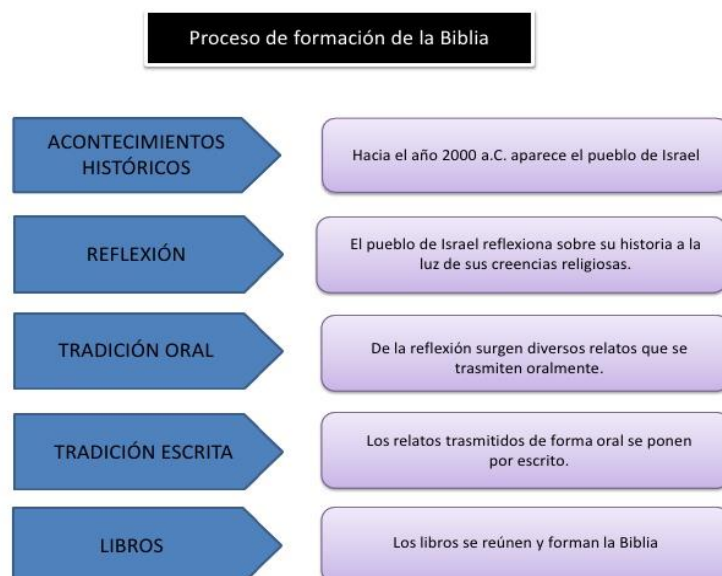 Proceso de formación de la Biblia
ACONTECIMIENTOS
HISTÓRICOS
Hacia el año 2000 a.C. aparece el pueblo de Israel
REFLEXIÓN
El pueblo de Israel reflexiona sobre su historia a la
luz de sus creencias religiosas.
TRADICIÓN ORAL
De la reflexión surgen diversos relatos que se
trasmiten oralmente.
TRADICIÓN ESCRITA
Los relatos trasmitidos de forma oral se ponen
por escrito.
LIBROS
Los libros se reúnen y forman la Biblia